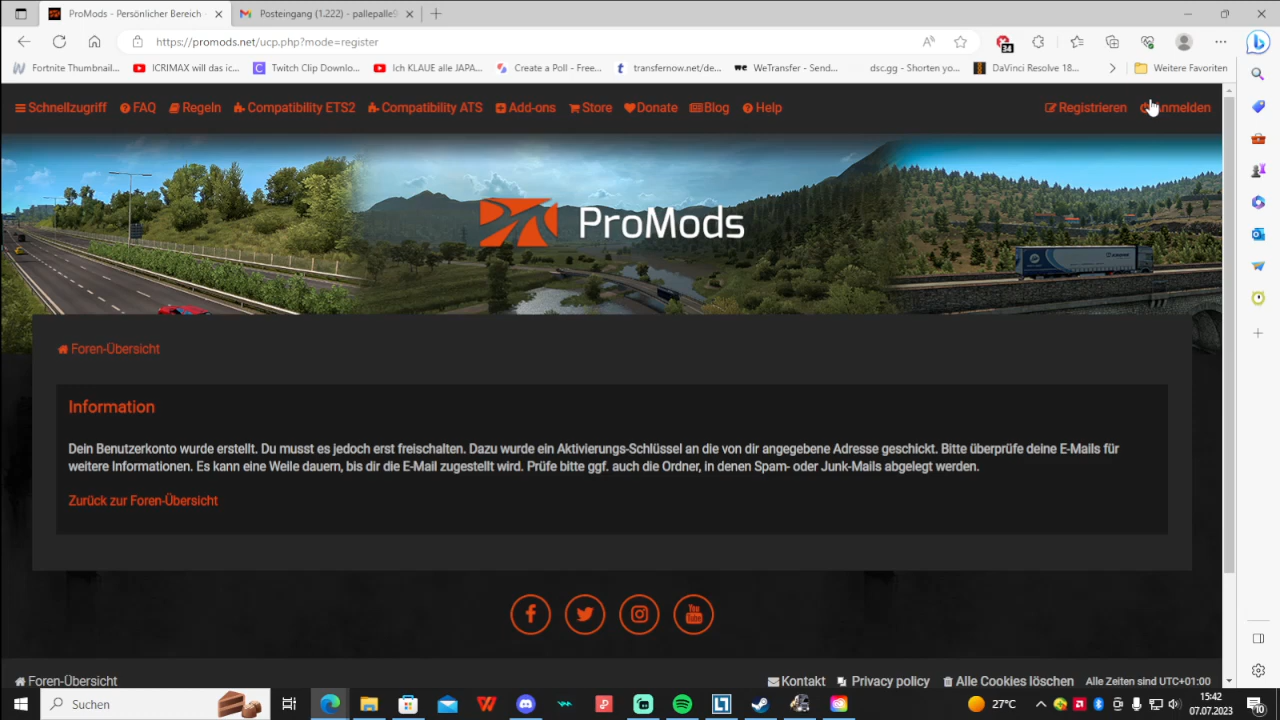 ProMods - Persönlicher Bereich
Posteingang (1.222) - pallepalle9
https://promods.net/ucp.php?mode=register
34
Fortnite Thumbnail...
ICRIMAX will das ic...
Twitch Clip Downlo...
Ich KLAUE alle JAPA...
Create a Poll - Free...
transfernow.net/de...
WeTransfer - Send...
dsc.gg - Shorten yo...
DaVinci Resolve 18...
Weitere Favoriten
Schnellzugriff
FAQ
Regeln
Compatibility ETS2
Compatibility ATS
Add-ons
Store
Donate
Blog
Help
Registrieren
Anmelden
ProMods
Foren-Übersicht
Information
Dein Benutzerkonto wurde erstellt. Du musst es jedoch erst freischalten. Dazu wurde ein Aktivierungs-Schlüssel an die von dir angegebene Adresse geschickt. Bitte überprüfe deine E-Mails für
weitere Informationen. Es kann eine Weile dauern, bis dir die E-Mail zugestellt wird. Prüfe bitte ggf. auch die Ordner, in denen Spam- oder Junk-Mails abgelegt werden.
Zurück zur Foren-Übersicht
You Tube
Foren-Übersicht
Kontakt
Privacy policy
Alle Cookies löschen
Alle Zeiten sind UTC+01:00
Suchen
27°C
15:42
07.07.2023
10